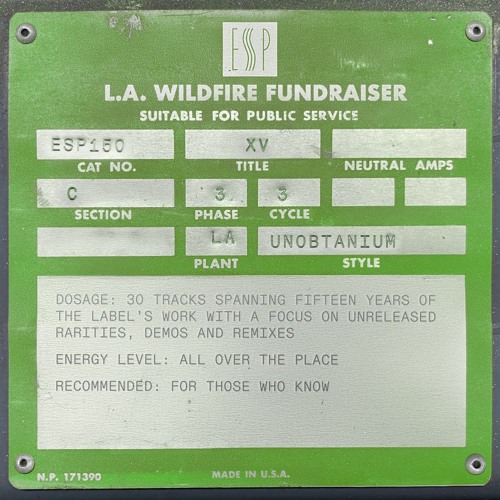 ESP
L.A. WILDFIRE FUNDRAISER
SUITABLE FOR PUBLIC SERVICE
ESP150 XV
CAT NO. TITLE NEUTRAL AMPS
C 3 3
SECTION PHASE CYCLE
LA UNOBTANIUM
PLANT STYLE
DOSAGE: 30 TRACKS SPANNING FIFTEEN YEARS OF
THE LABEL'S WORK WITH A FOCUS ON UNRELEASED
RARITIES, DEMOS AND REMIXES
ENERGY LEVEL: ALL OVER THE PLACE
RECOMMENDED: FOR THOSE WHO KNOW
N.P. 171390 MADE IN U.S.A.